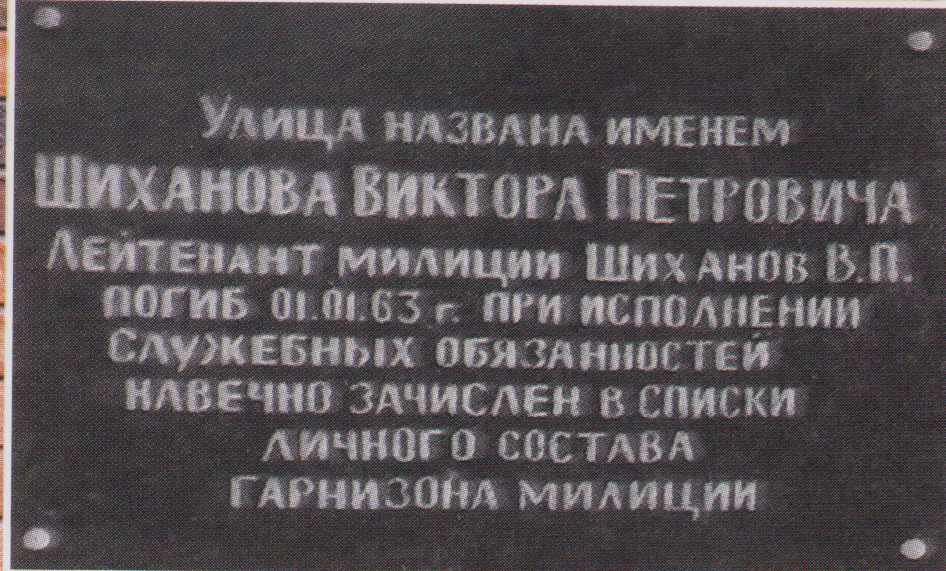 Улица названа именем
Шиханова Виктора Петровича
Лейтенант милиции Шиханов В.П.
погиб 01.01.63 г. при исполнении
Служебных обязанностей
навечно зачислен в списки
личного состава
гарнизона милиции